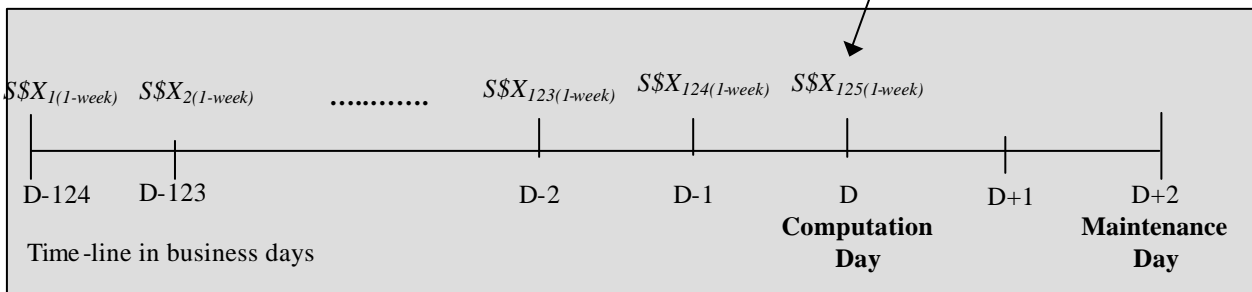 S$X1(1-week) S$X2(1-week) ............ S$X123(1-week) S$X124(1-week) S$X125(1-week)
D-124 D-123 D-2 D-1 D D+1 D+2
Computation Maintenance
Day Day
Time-line in business days